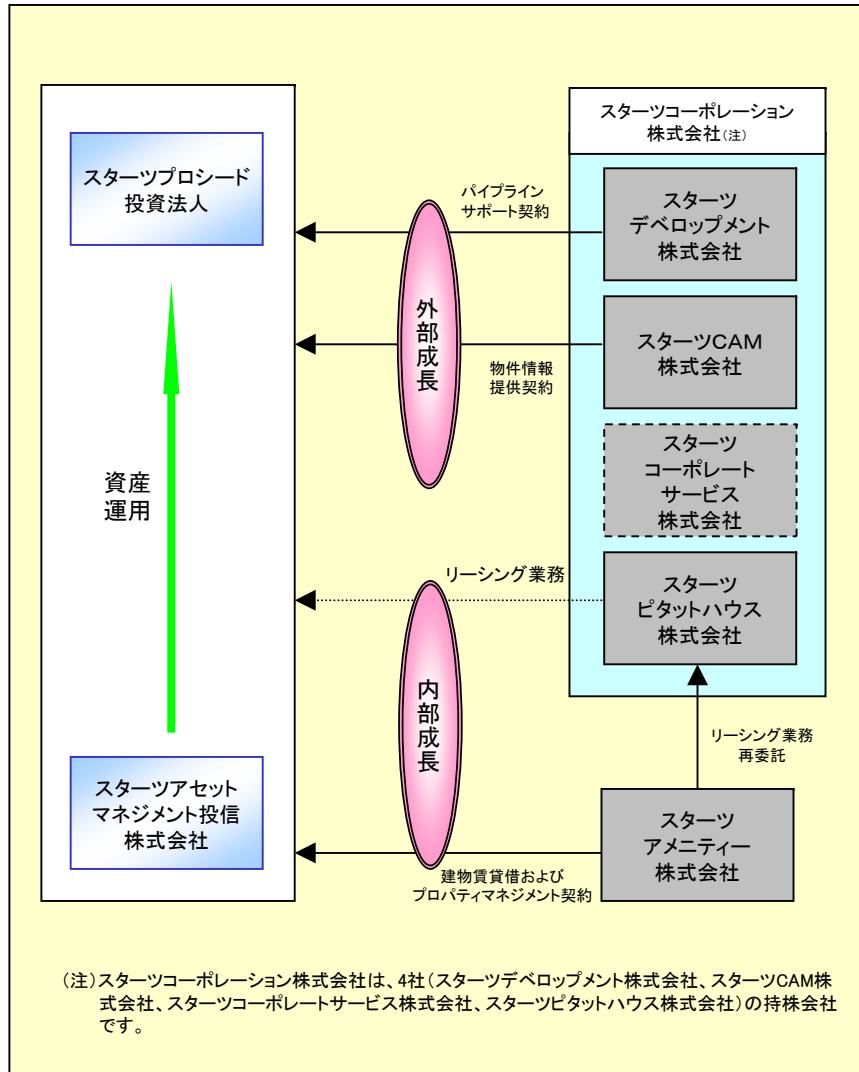 スターツプロシード
投資法人
資産
運用
スターツアセット
マネジメント投信
株式会社
パイプライン
サポート契約
外部成長
物件情報
提供契約
リーシング業務
内部成長
建物賃貸借および
プロパティマネジメント契約
スターツコーポレーション
株式会社(注)
スターツ
デベロップメント
株式会社
スターツCAM
株式会社
スターツ
コーポレート
サービス
株式会社
スターツ
ピタットハウス
株式会社
リーシング業務
再委託
スターツ
アメニティー
株式会社
(注)スターツコーポレーション株式会社は、4社(スターツデベロップメント株式会社、スターツCAM株
式会社、スターツコーポレートサービス株式会社、スターツピタットハウス株式会社)の持株会社
です。